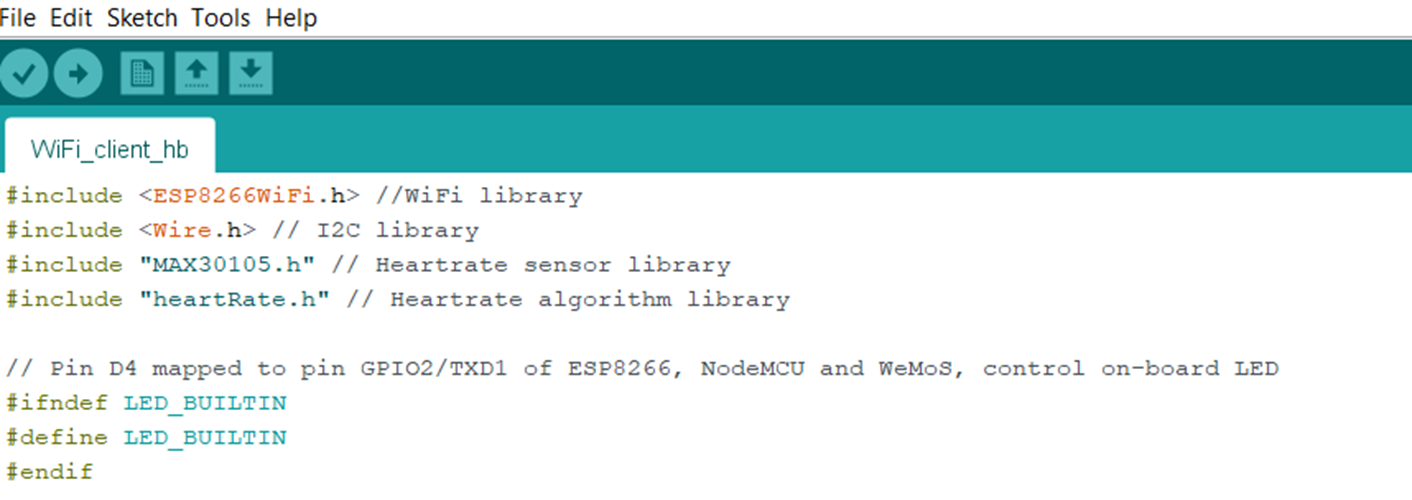 File Edit Sketch Tools Help
WiFi_client_hb
#include <ESP8266WiFi.h> //WiFi library
#include <Wire.h> // I2C library
#include "MAX30105.h" // Heartrate sensor library
#include "heartRate.h" // Heartrate algorithm library
// Pin D4 mapped to pin GPIO2/TXD1 of ESP8266, NodeMCU and WeMoS, control on-board LED
#ifndef LED_BUILTIN
#define LED_BUILTIN
#endif